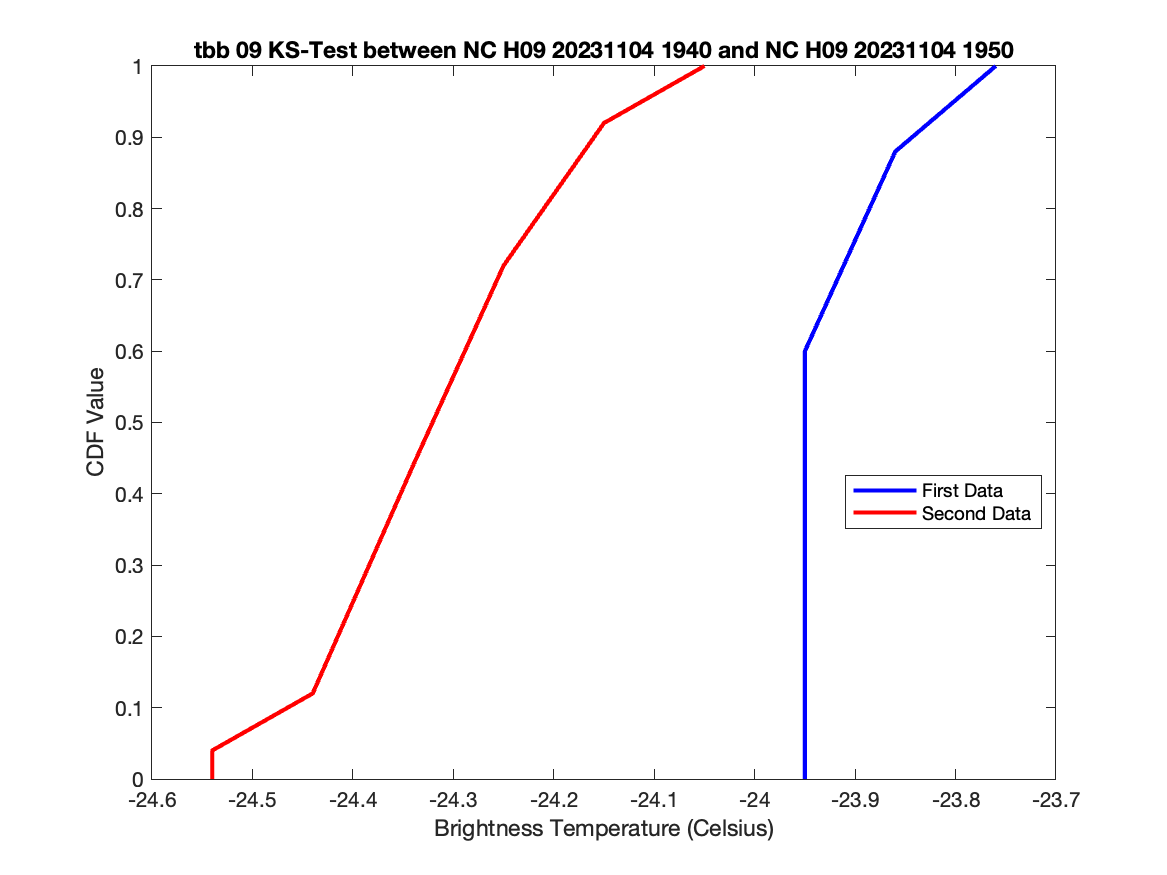 tbb 09 KS-Test between NC H09 20231104 1940 and NC H09 20231104 1950
1
0.9
0.8
0.7
0.6
0.5
0.4
0.3
0.2
0.1
0
CDF Value
First Data
Second Data
-24.6 -24.5 -24.4 -24.3 -24.2 -24.1 -24 -23.9 -23.8 -23.7
Brightness Temperature (Celsius)